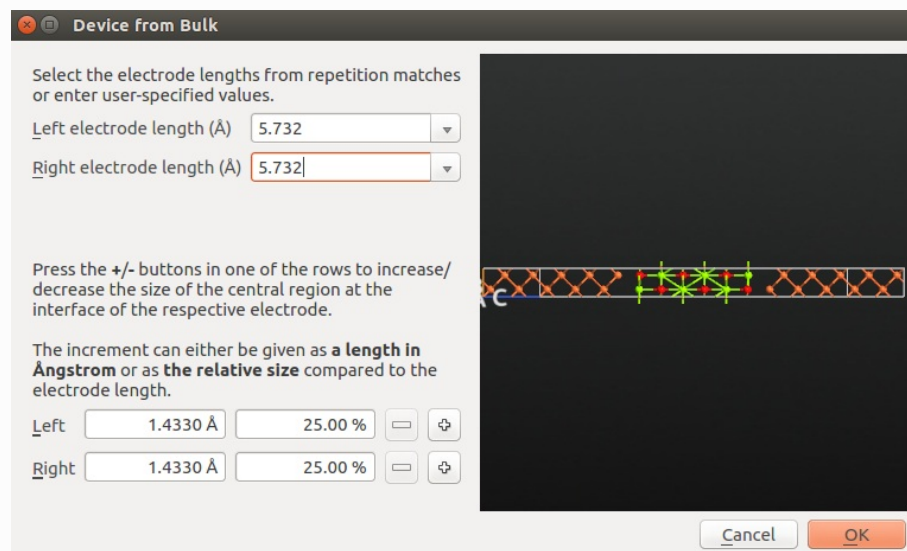 Device from Bulk
Select the electrode lengths from repetition matches
or enter user-specified values.
Left electrode length (Å) 5.732
Right electrode length (Å) 5.732
Press the +/- buttons in one of the rows to increase/
decrease the size of the central region at the
interface of the respective electrode.
The increment can either be given as a length in
Ångstrom or as the relative size compared to the
electrode length.
Left 1.4330 Å 25.00 %
Right 1.4330 Å 25.00 %
C
Cancel OK